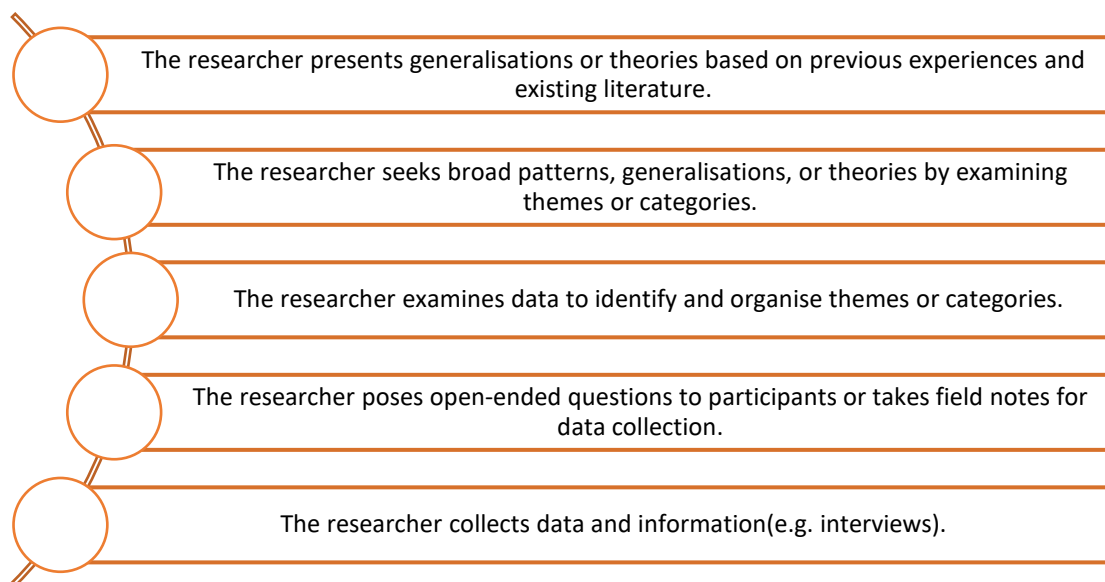 The researcher presents generalisations or theories based on previous experiences and
existing literature.
The researcher seeks broad patterns, generalisations, or theories by examining
themes or categories.
The researcher examines data to identify and organise themes or categories.
The researcher poses open-ended questions to participants or takes field notes for
data collection.
The researcher collects data and information(e.g. interviews).